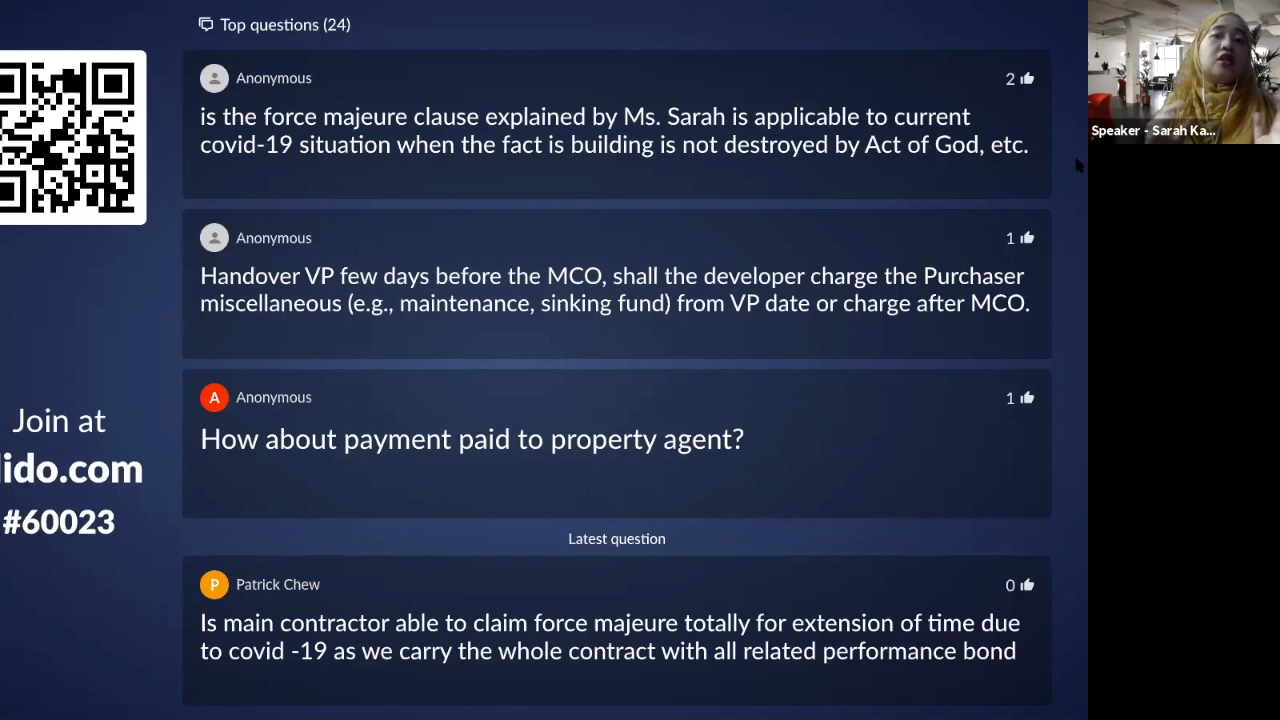 Top questions (24)
Anonymous
2
is the force majeure clause explained by Ms. Sarah is applicable to current
covid-19 situation when the fact is building is not destroyed by Act of God, etc.
Anonymous
1
Handover VP few days before the MCO, shall the developer charge the Purchaser
miscellaneous (e.g., maintenance, sinking fund) from VP date or charge after MCO.
A
Anonymous
1
How about payment paid to property agent?
Latest question
P
Patrick Chew
0
Is main contractor able to claim force majeure totally for extension of time due
to covid -19 as we carry the whole contract with all related performance bond
Join at
lido.com
#60023
Speaker - Sarah Ka...